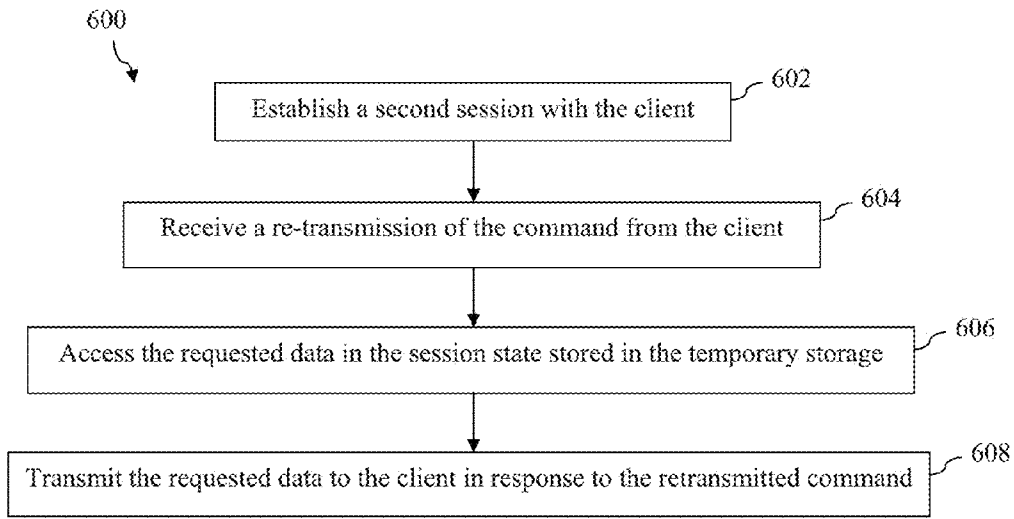 600
602
Establish a second session with the client
604
Receive a re-transmission of the command from the client
606
Access the requested data in the session state stored in the temporary storage
608
Transmit the requested data to the client in response to the retransmitted command